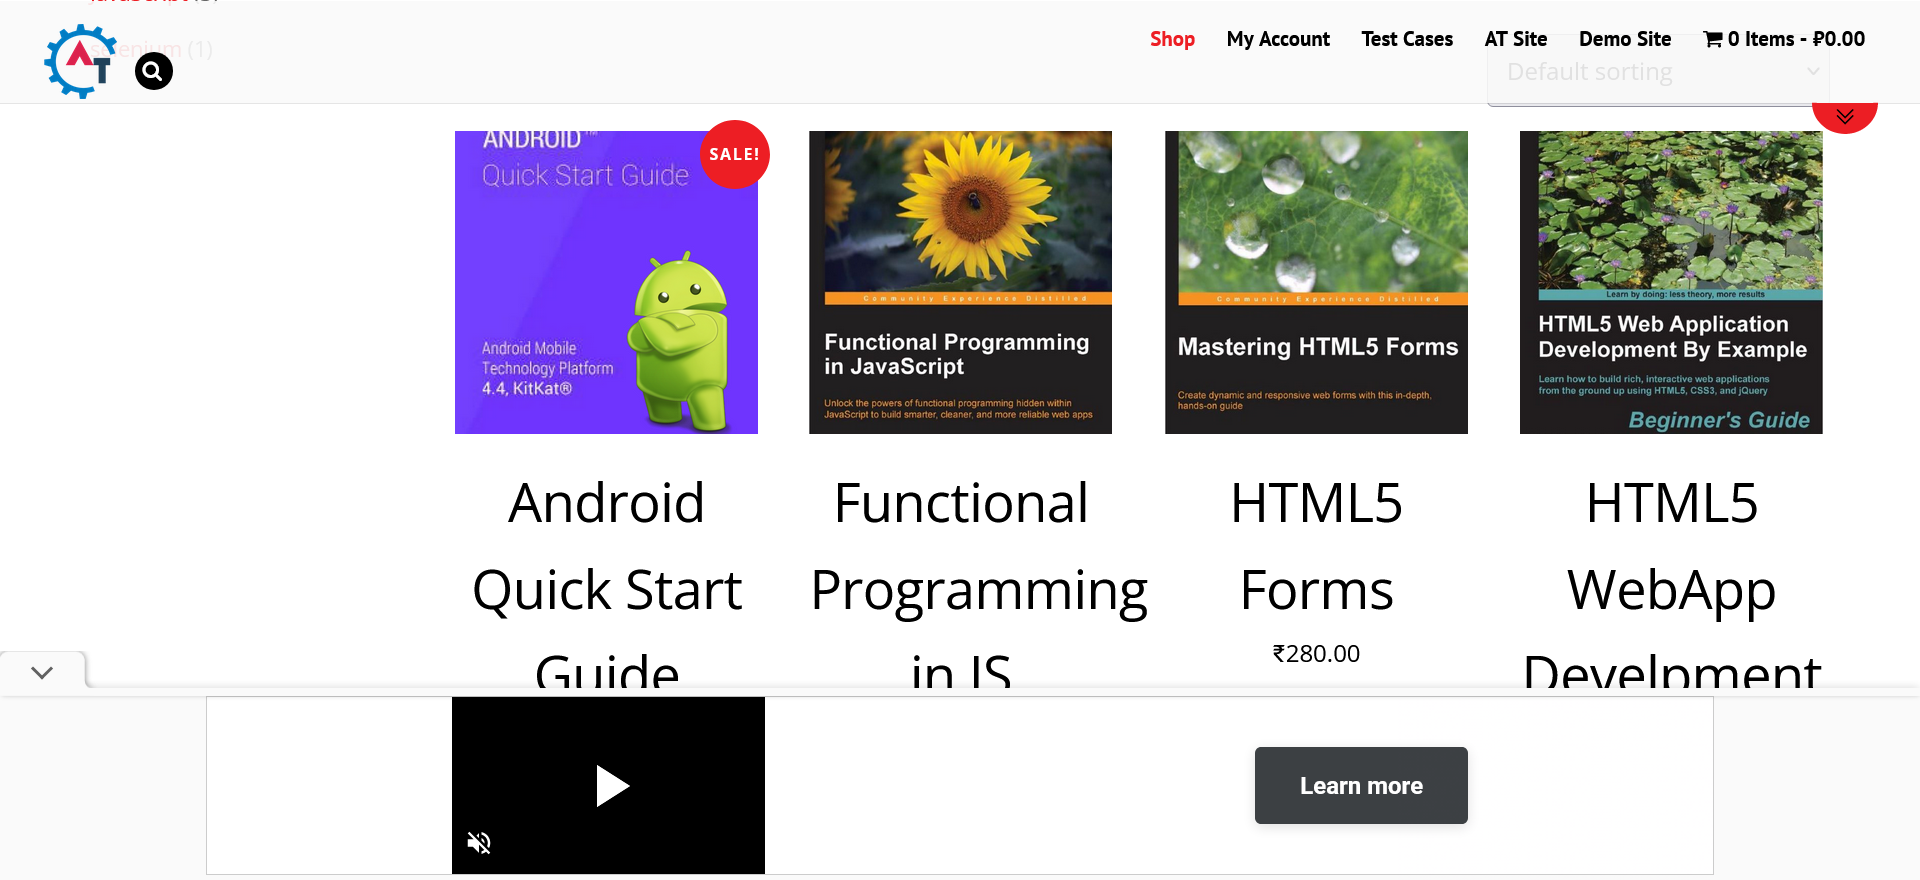 selenium (1)
AT
Shop
My Account
Test Cases
AT Site
Demo Site
0 Items - ₽0.00
Default sorting
ANDROID™
Quick Start Guide
SALE!
Android Mobile
Technology Platform
4.4, KitKat®
Community Experience Distilled
Functional Programming
in JavaScript
Unlock the powers of functional programming hidden within
JavaScript to build smarter, cleaner, and more reliable web apps
Community Experience Distilled
Mastering HTML5 Forms
Create dynamic and responsive web forms with this in-depth,
hands-on guide
Learn by doing: less theory, more results
HTML5 Web Application
Development By Example
Learn how to build rich, interactive web applications
from the ground up using HTML5, CSS3, and jQuery
Beginner's Guide
Android
Quick Start
Guide
Functional
Programming
in JS
HTML5
Forms
₹280.00
HTML5
WebApp
Develpment
Learn more